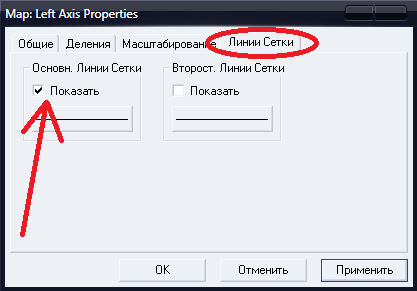 Map: Left Axis Properties
Общие Деления Масштабирование Линии Сетки
Основн. Линии Сетки Второст. Линии Сетки
Показать Показать
OK Отменить Применить